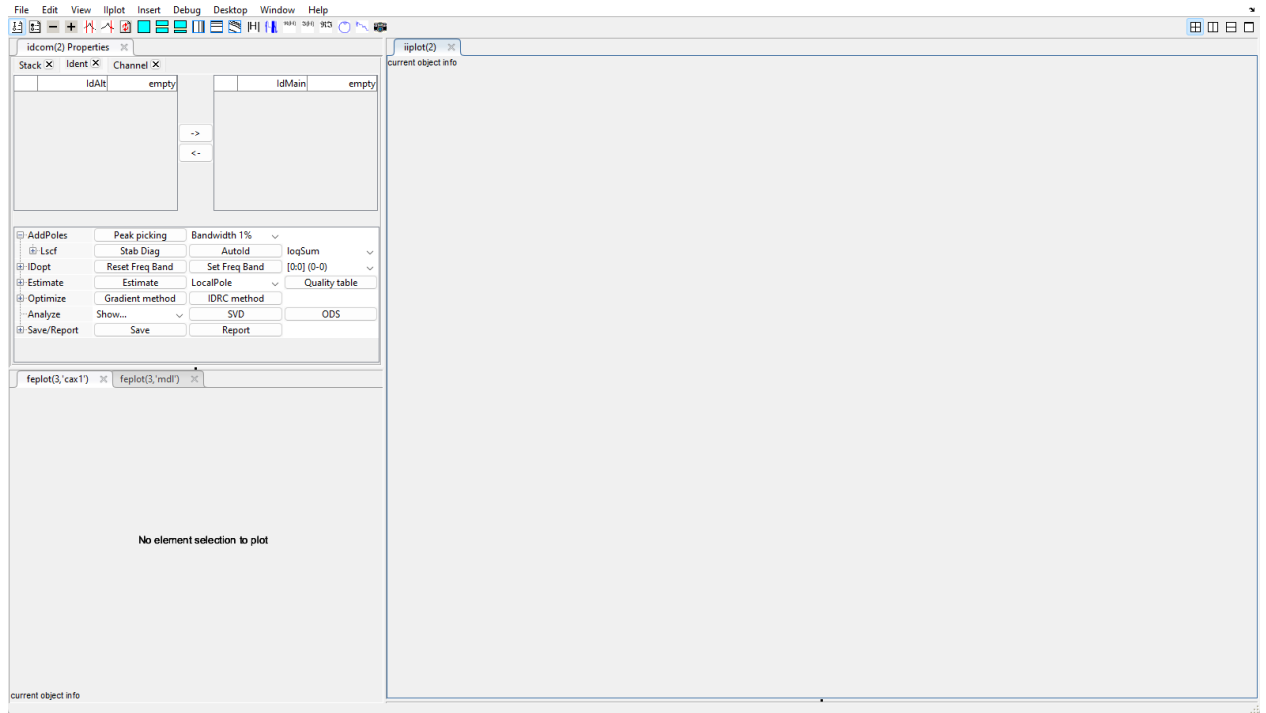 File Edit View Iiplot Insert Debug Desktop Window Help
idcom(2) Properties
Stack Ident Channel
IdAlt empty
IdMain empty
->
<-
AddPoles Peak picking Bandwidth 1%
Lscf Stab Diag AutoId logSum
IDopt Reset Freq Band Set Freq Band [0:0] (0-0)
Estimate Estimate LocalPole Quality table
Optimize Gradient method IDRC method
Analyze Show... SVD ODS
Save/Report Save Report
feplot(3,'cax1') feplot(3,'mdl')
No element selection to plot
current object info
iiplot(2)
current object info